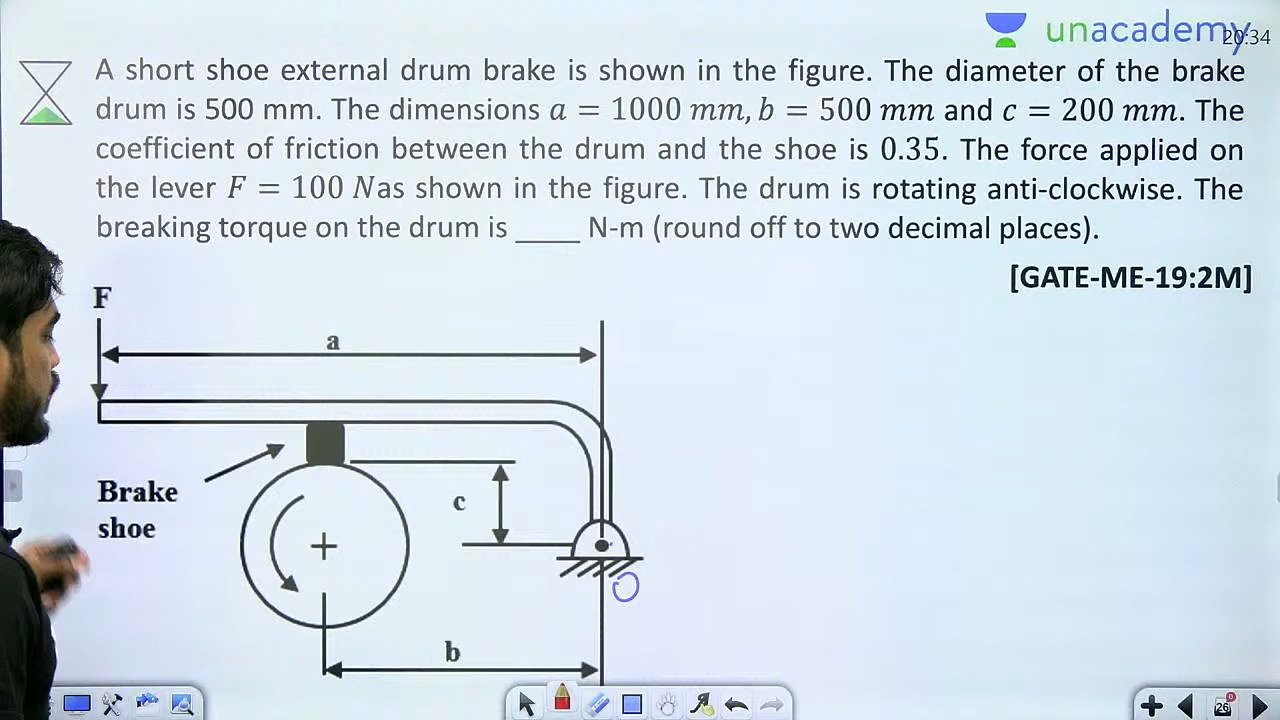 unacademy
20:34
A short shoe external drum brake is shown in the figure. The diameter of the brake
drum is 500 mm. The dimensions a = 1000 mm, b = 500 mm and c = 200 mm. The
coefficient of friction between the drum and the shoe is 0.35. The force applied on
the lever F = 100 Nas shown in the figure. The drum is rotating anti-clockwise. The
breaking torque on the drum is ____ N-m (round off to two decimal places).
[GATE-ME-19:2M]
F
a
Brake
shoe
c
O
b
26